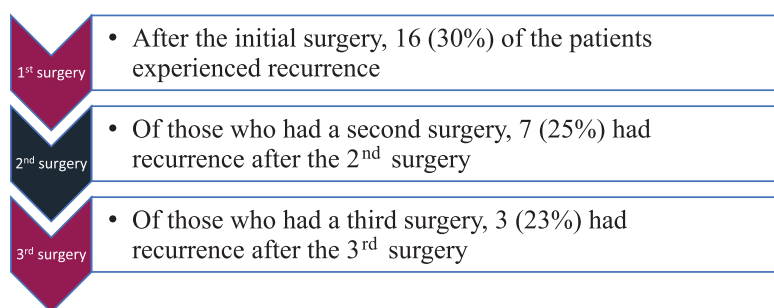 1st surgery
• After the initial surgery, 16 (30%) of the patients
experienced recurrence
2nd surgery
• Of those who had a second surgery, 7 (25%) had
recurrence after the 2nd surgery
3rd surgery
• Of those who had a third surgery, 3 (23%) had
recurrence after the 3rd surgery